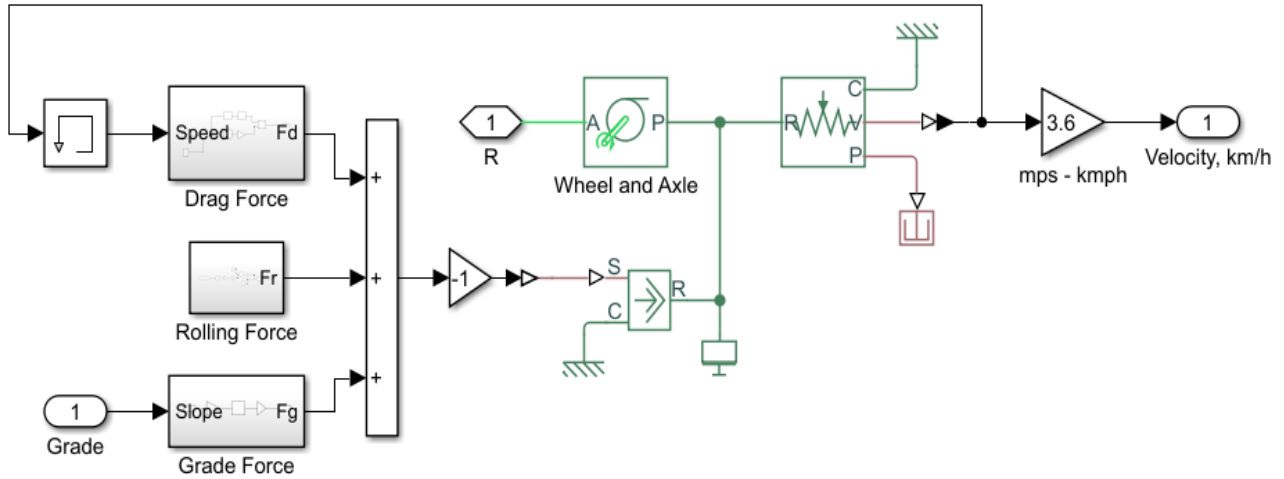 Speed Fd
Drag Force
Fr
Rolling Force
1
Grade
Slope Fg
Grade Force
+
+
+
-1
S
C
R
1
R
A P
Wheel and Axle
R C
V
P
3.6
mps - kmph
1
Velocity, km/h